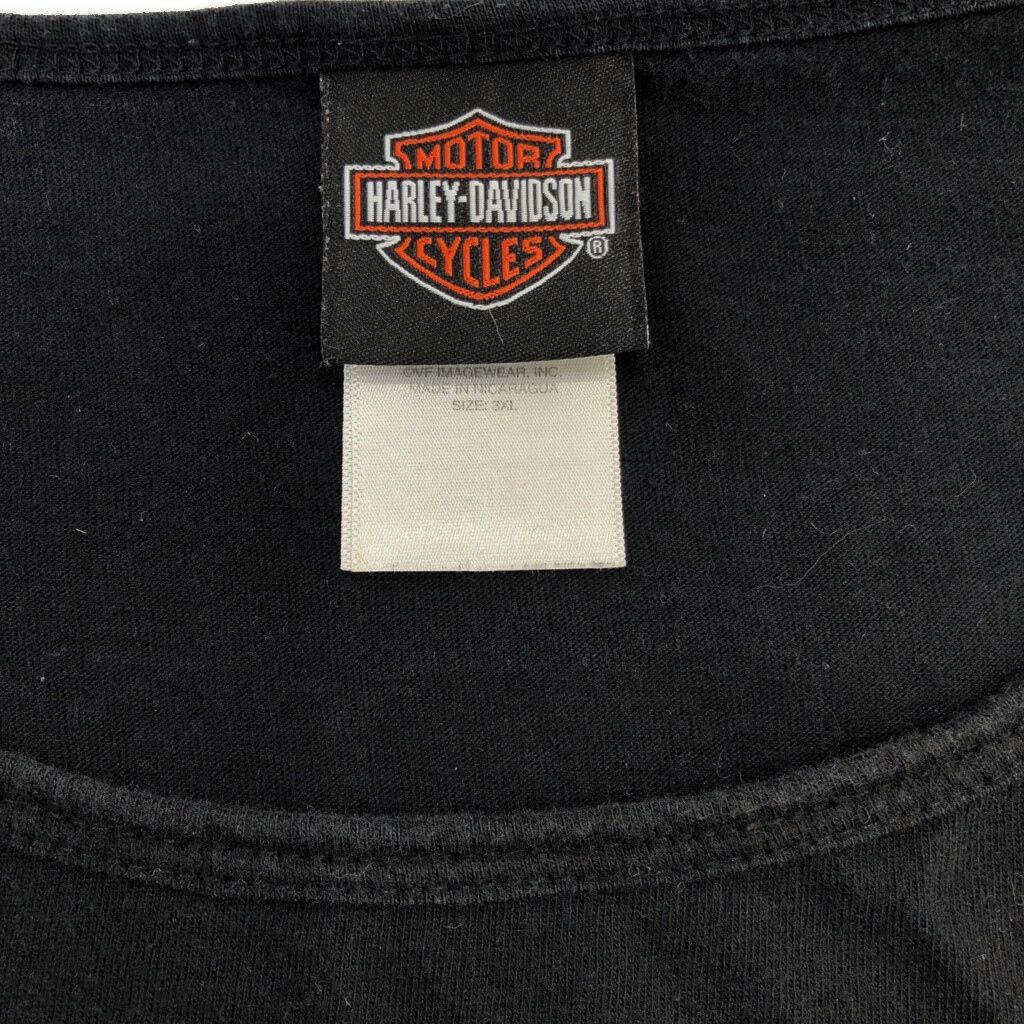 MOTOR
HARLEY-DAVIDSON
CYCLES
®
©VF IMAGEWEAR, INC.
MADE IN NICARAGUA
SIZE: 3XL